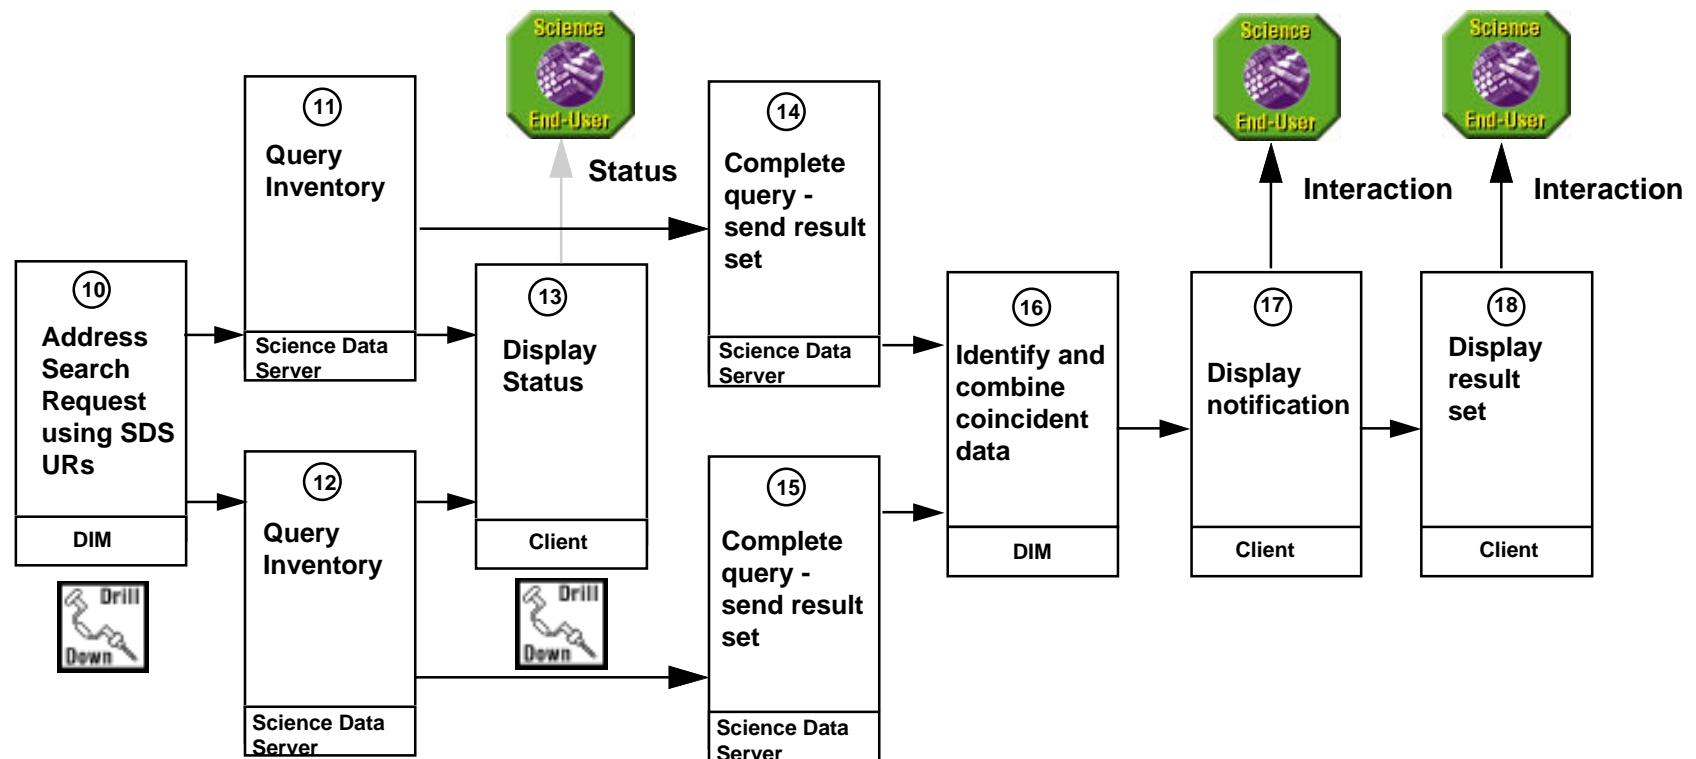 Science
End-User
Status
Science
End-User
Interaction
Science
End-User
Interaction
10
Address
Search
Request
using SDS
URs
DIM
Drill
Down
11
Query
Inventory
Science Data
Server
12
Query
Inventory
Science Data
Server
13
Display
Status
Client
Drill
Down
14
Complete
query -
send result
set
Science Data
Server
15
Complete
query -
send result
set
Science Data
Server
16
Identify and
combine
coincident
data
DIM
17
Display
notification
Client
18
Display
result
set
Client